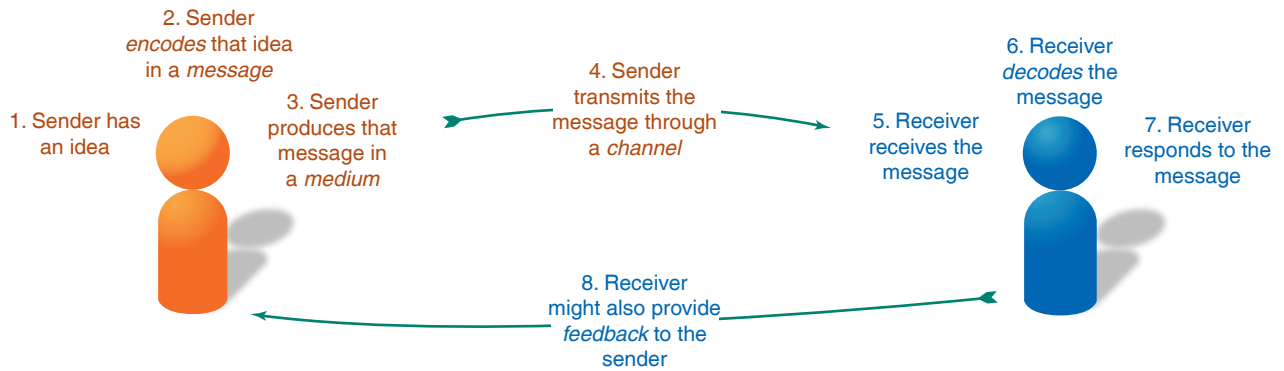 1. Sender has
an idea
2. Sender
encodes that idea
in a message
3. Sender
produces that
message in
a medium
4. Sender
transmits the
message through
a channel
5. Receiver
receives the
message
6. Receiver
decodes the
message
7. Receiver
responds to the
message
8. Receiver
might also provide
feedback to the
sender